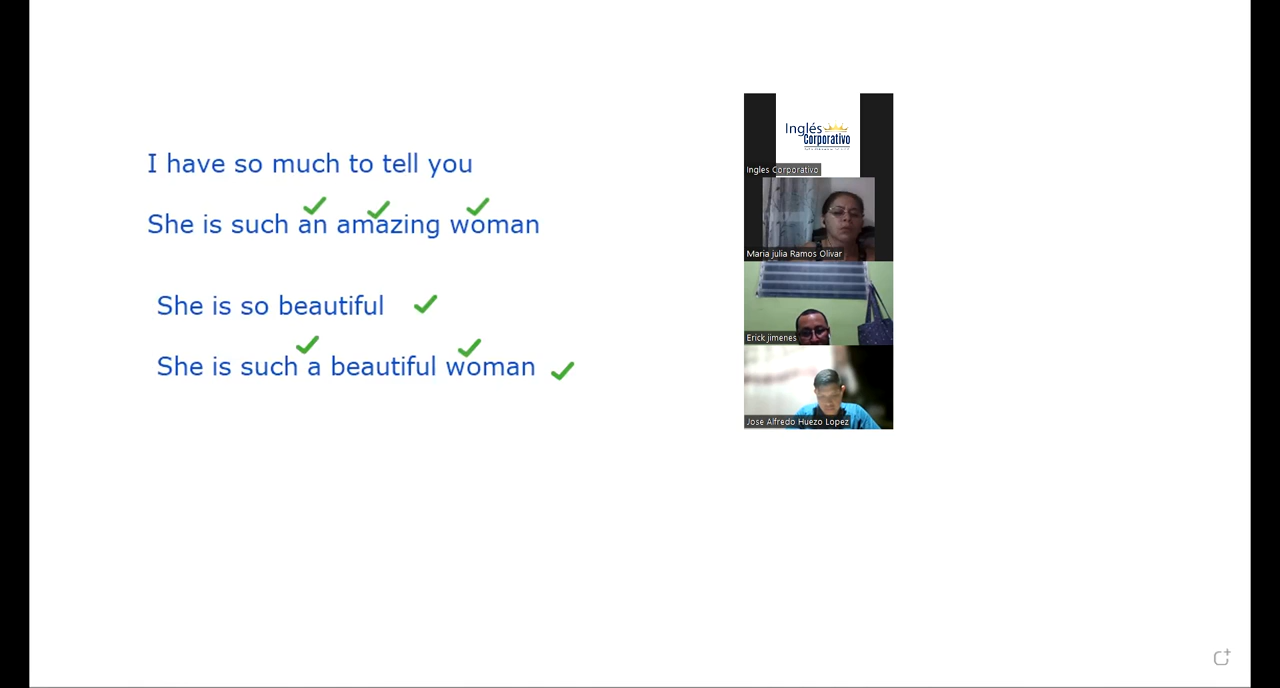 I have so much to tell you
She is such an amazing woman
She is so beautiful
She is such a beautiful woman
Inglés
Corporativo
Ingles Corporativo
Maria julia Ramos Olivar
Erick jimenes
Jose Alfredo Huezo Lopez